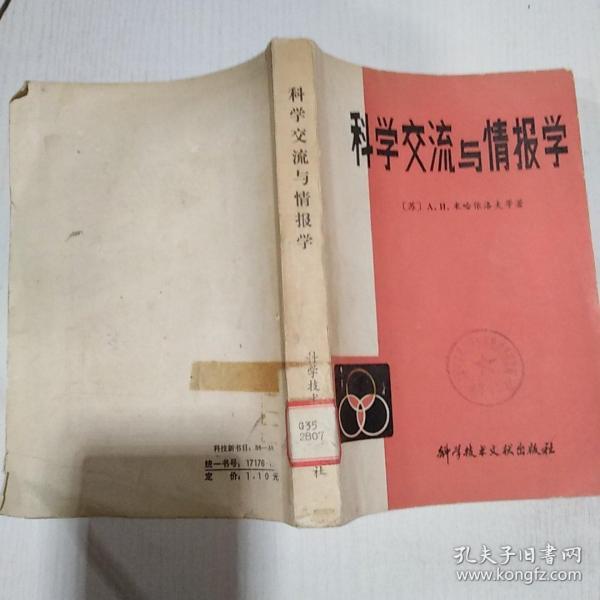 科学交流与情报学
〔苏〕 А.И.米哈依洛夫等著
科学技术文献出版社
科学交流与情报学
科学技术
社
G35
2807
科技新书目：
统一书号：17176·
定 价：1.10元
孔夫子旧书网
www.kongfz.com